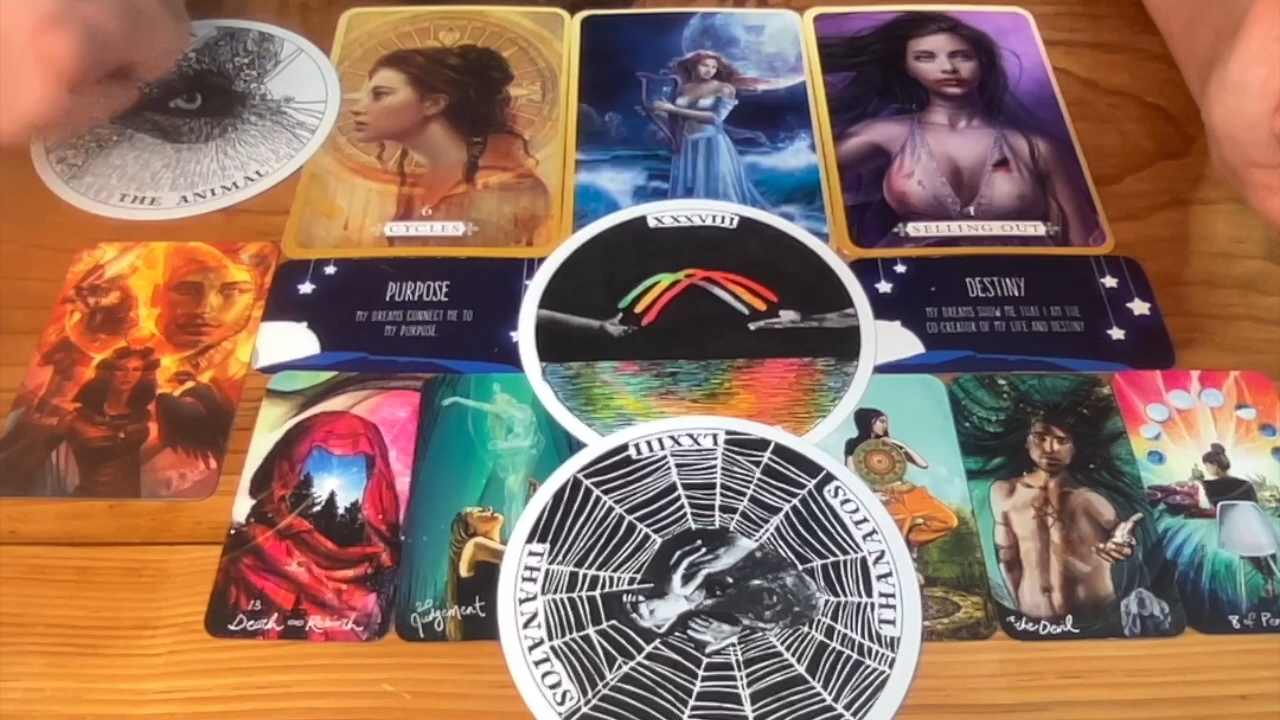 THE ANIMAL
6
CYCLES
1
SELLING OUT
XXXVIII
PURPOSE
MY DREAMS CONNECT ME TO
MY PURPOSE.
DESTINY
MY DREAMS SHOW ME THAT I AM THE
CO-CREATOR OF MY LIFE AND DESTINY
LXXIII
THANATOS
THANATOS
13
Death ∞ Rebirth
20
Judgement
15
the Devil
8 of Pen